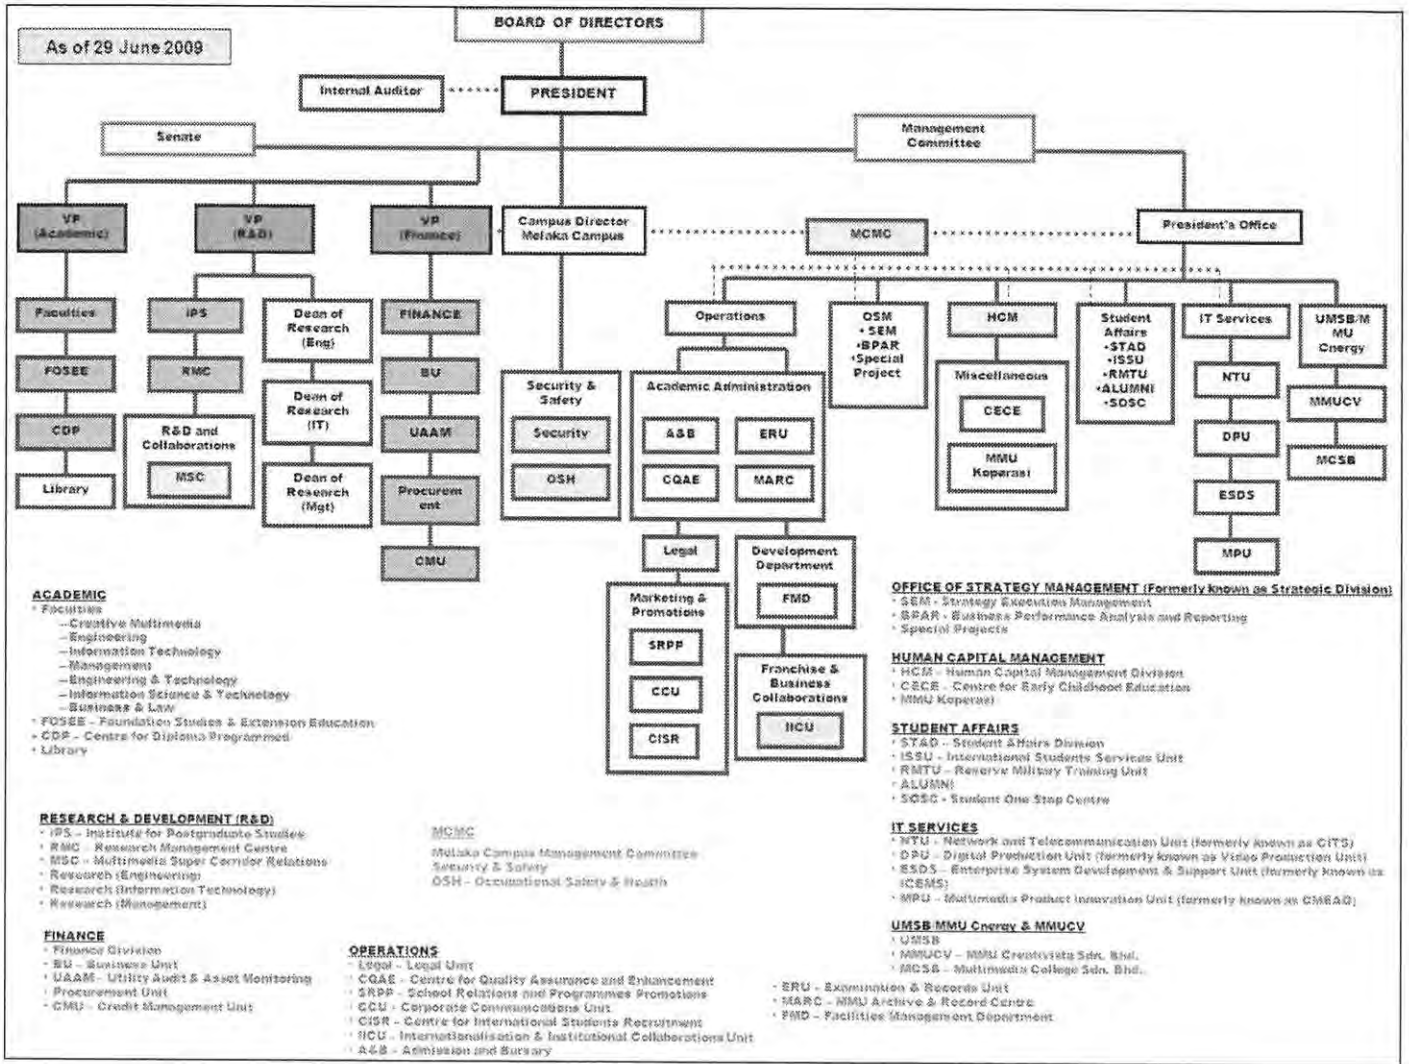 BOARD OF DIRECTORS
As of 29 June 2009
Internal Auditor
PRESIDENT
Senate
Management
Committee
VP
(Academic)
VP
(R&D)
VP
(Finance)
Campus Director
Melaka Campus
MCMC
President's Office
Faculties
FOSEE
CDP
Library
IPS
RMC
R&D and
Collaborations
MSC
Dean of
Research
(Eng)
Dean of
Research
(IT)
Dean of
Research
(Mgt)
FINANCE
BU
UAAM
Procurem
ent
CMU
Security &
Safety
Security
OSH
Operations
Academic Administration
A&B
ERU
CQAE
MARC
Legal
Marketing &
Promotions
SRPP
CCU
CISR
Development
Department
FMD
Franchise &
Business
Collaborations
IICU
OSM
• SEM
•BPAR
•Special
Project
HCM
Miscellaneous
CECE
MMU
Koperasi
Student
Affairs
•STAD
•ISSU
•RMTU
•ALUMNI
•SOSC
IT Services
NTU
DPU
ESDS
MPU
UMSB/M
MU
Cnergy
MMUCV
MCSB
ACADEMIC
• Faculties
– Creative Multimedia
– Engineering
– Information Technology
– Management
– Engineering & Technology
– Information Science & Technology
– Business & Law
• FOSEE – Foundation Studies & Extension Education
• CDP – Centre for Diploma Programmed
• Library
RESEARCH & DEVELOPMENT (R&D)
• IPS – Institute for Postgraduate Studies
• RMC – Research Management Centre
• MSC – Multimedia Super Corridor Relations
• Research (Engineering)
• Research (Information Technology)
• Research (Management)
FINANCE
• Finance Division
• BU – Business Unit
• UAAM – Utility Audit & Asset Monitoring
• Procurement Unit
• CMU – Credit Management Unit
MCMC
Melaka Campus Management Committee
Security & Safety
OSH – Occupational Safety & Health
OPERATIONS
• Legal – Legal Unit
• CQAE – Centre for Quality Assurance and Enhancement
• SRPP – School Relations and Programmes Promotions
• CCU – Corporate Communications Unit
• CISR – Centre for International Students Recruitment
• IICU – Internationalisation & Institutional Collaborations Unit
• A&B – Admission and Bursary
• ERU – Examination & Records Unit
• MARC – MMU Archive & Record Centre
• FMD – Facilities Management Department
OFFICE OF STRATEGY MANAGEMENT (Formerly known as Strategic Division)
• SEM - Strategy Execution Management
• BPAR - Business Performance Analysis and Reporting
• Special Projects
HUMAN CAPITAL MANAGEMENT
• HCM – Human Capital Management Division
• CECE – Centre for Early Childhood Education
• MMU Koperasi
STUDENT AFFAIRS
• STAD – Student Affairs Division
• ISSU – International Students Services Unit
• RMTU – Reserve Military Training Unit
• ALUMNI
• SOSC - Student One Stop Centre
IT SERVICES
• NTU – Network and Telecommunication Unit (formerly known as CITS)
• DPU – Digital Production Unit (formerly known as Video Production Unit)
• ESDS – Enterprise System Development & Support Unit (formerly known as
ICEMS)
• MPU – Multimedia Product Innovation Unit (formerly known as CMEAD)
UMSB/MMU Cnergy & MMUCV
• UMSB
• MMUCV – MMU Creativista Sdn. Bhd.
• MCSB – Multimedia College Sdn. Bhd.